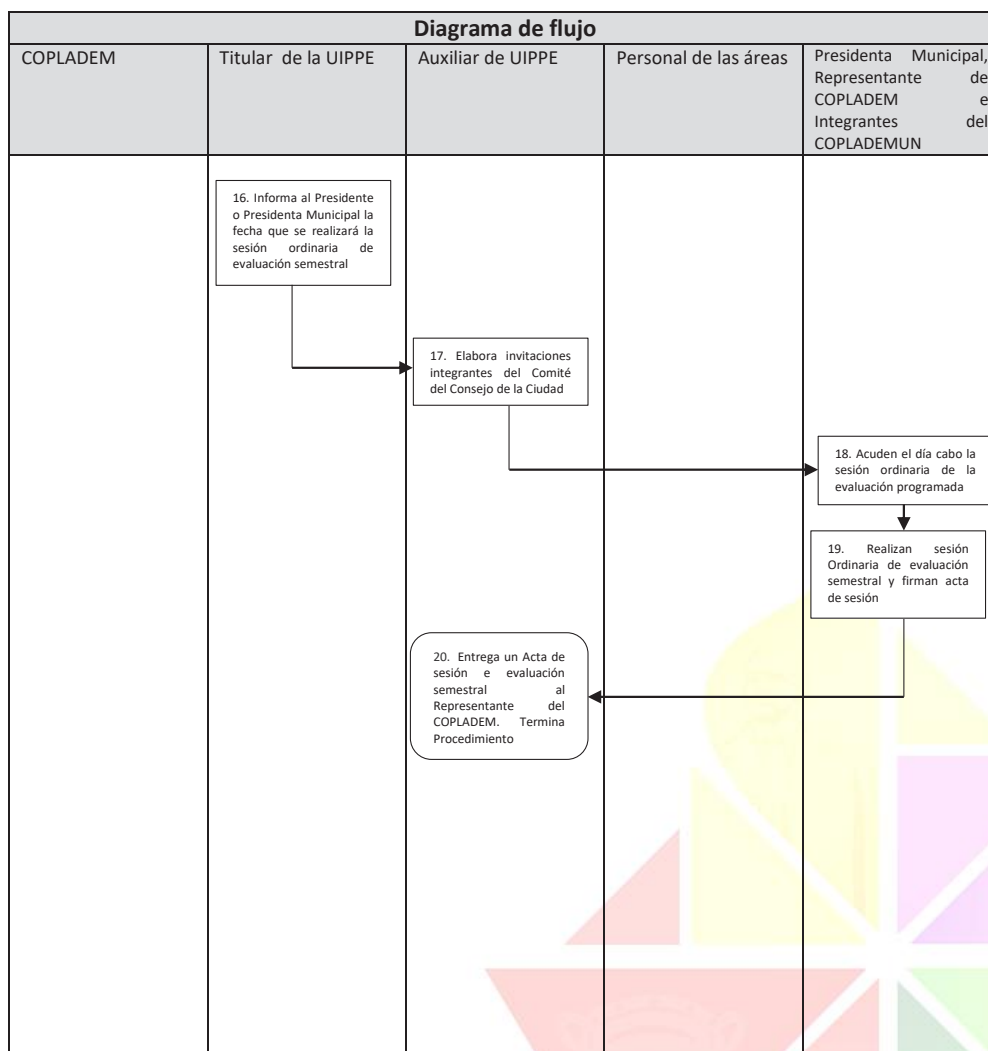 Diagrama de flujo
COPLADEM
Titular de la UIPPE
Auxiliar de UIPPE
Personal de las áreas
Presidenta Municipal,
Representante de
COPLADEM e
Integrantes del
COPLADEMUN
16. Informa al Presidente
o Presidenta Municipal la
fecha que se realizará la
sesión ordinaria de
evaluación semestral
17. Elabora invitaciones
integrantes del Comité
del Consejo de la Ciudad
18. Acuden el día cabo la
sesión ordinaria de la
evaluación programada
19. Realizan sesión
Ordinaria de evaluación
semestral y firman acta
de sesión
20. Entrega un Acta de
sesión e evaluación
semestral al
Representante del
COPLADEM. Termina
Procedimiento